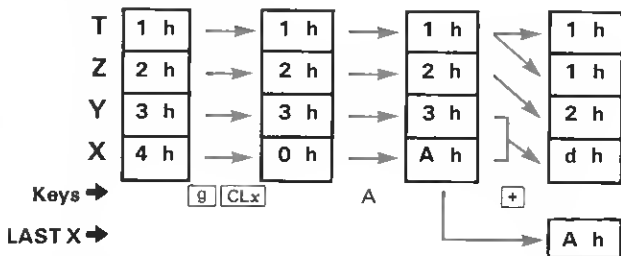 T 1 h 1 h 1 h 1 h
Z 2 h 2 h 2 h 1 h
Y 3 h 3 h 3 h 2 h
X 4 h 0 h A h d h
Keys g CLx A +
LAST X A h